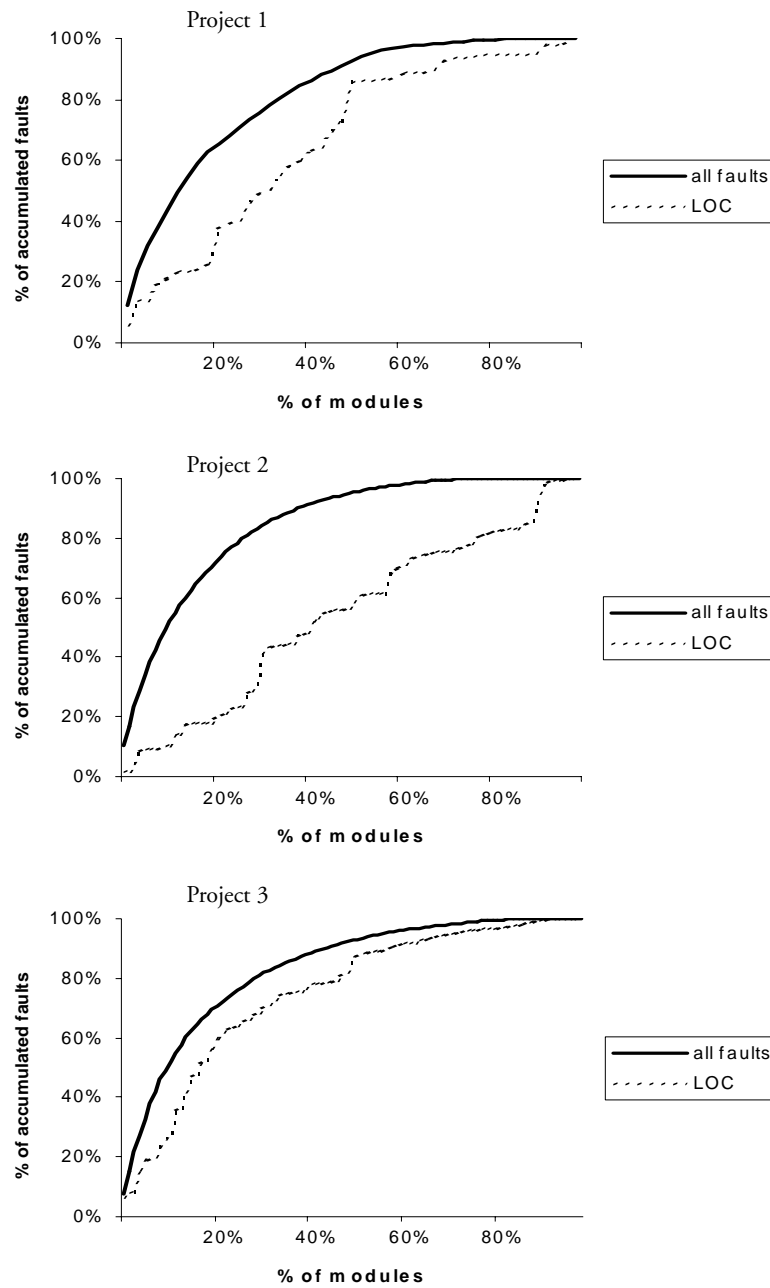 Project 1
100%
80%
60%
40%
20%
0%
% of accumulated faults
20% 40% 60% 80%
% of modules
all faults
LOC
Project 2
100%
80%
60%
40%
20%
0%
% of accumulated faults
20% 40% 60% 80%
% of modules
all faults
LOC
Project 3
100%
80%
60%
40%
20%
0%
% of accumulated faults
20% 40% 60% 80%
% of modules
all faults
LOC